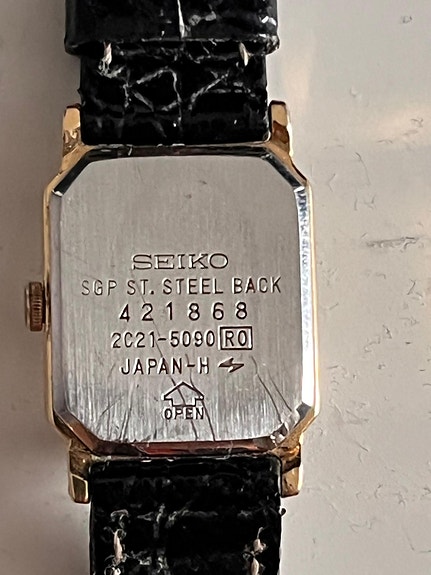 SEIKO
SGP ST. STEEL BACK
421868
2C21-5090 R0
JAPAN-H
OPEN